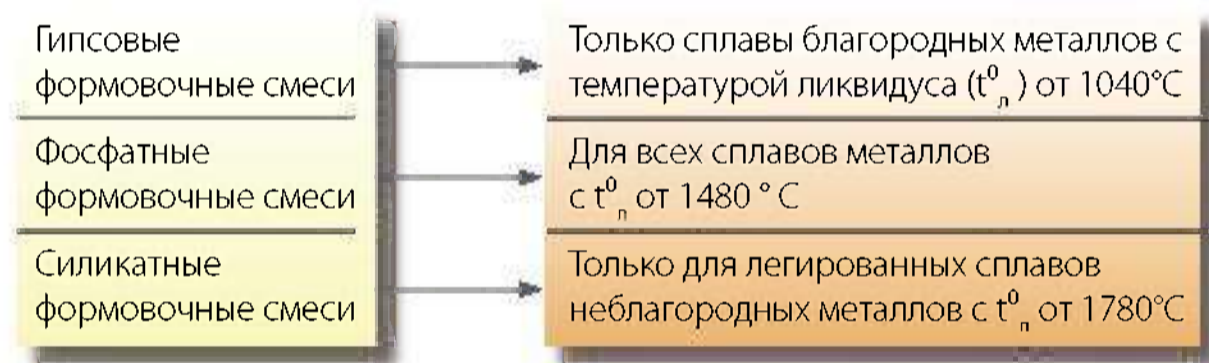 Гипсовые
формовочные смеси
Только сплавы благородных металлов с
температурой ликвидуса (t⁰л) от 1040°С
Фосфатные
формовочные смеси
Для всех сплавов металлов
с t⁰л от 1480 ° С
Силикатные
формовочные смеси
Только для легированных сплавов
неблагородных металлов с t⁰л от 1780°С